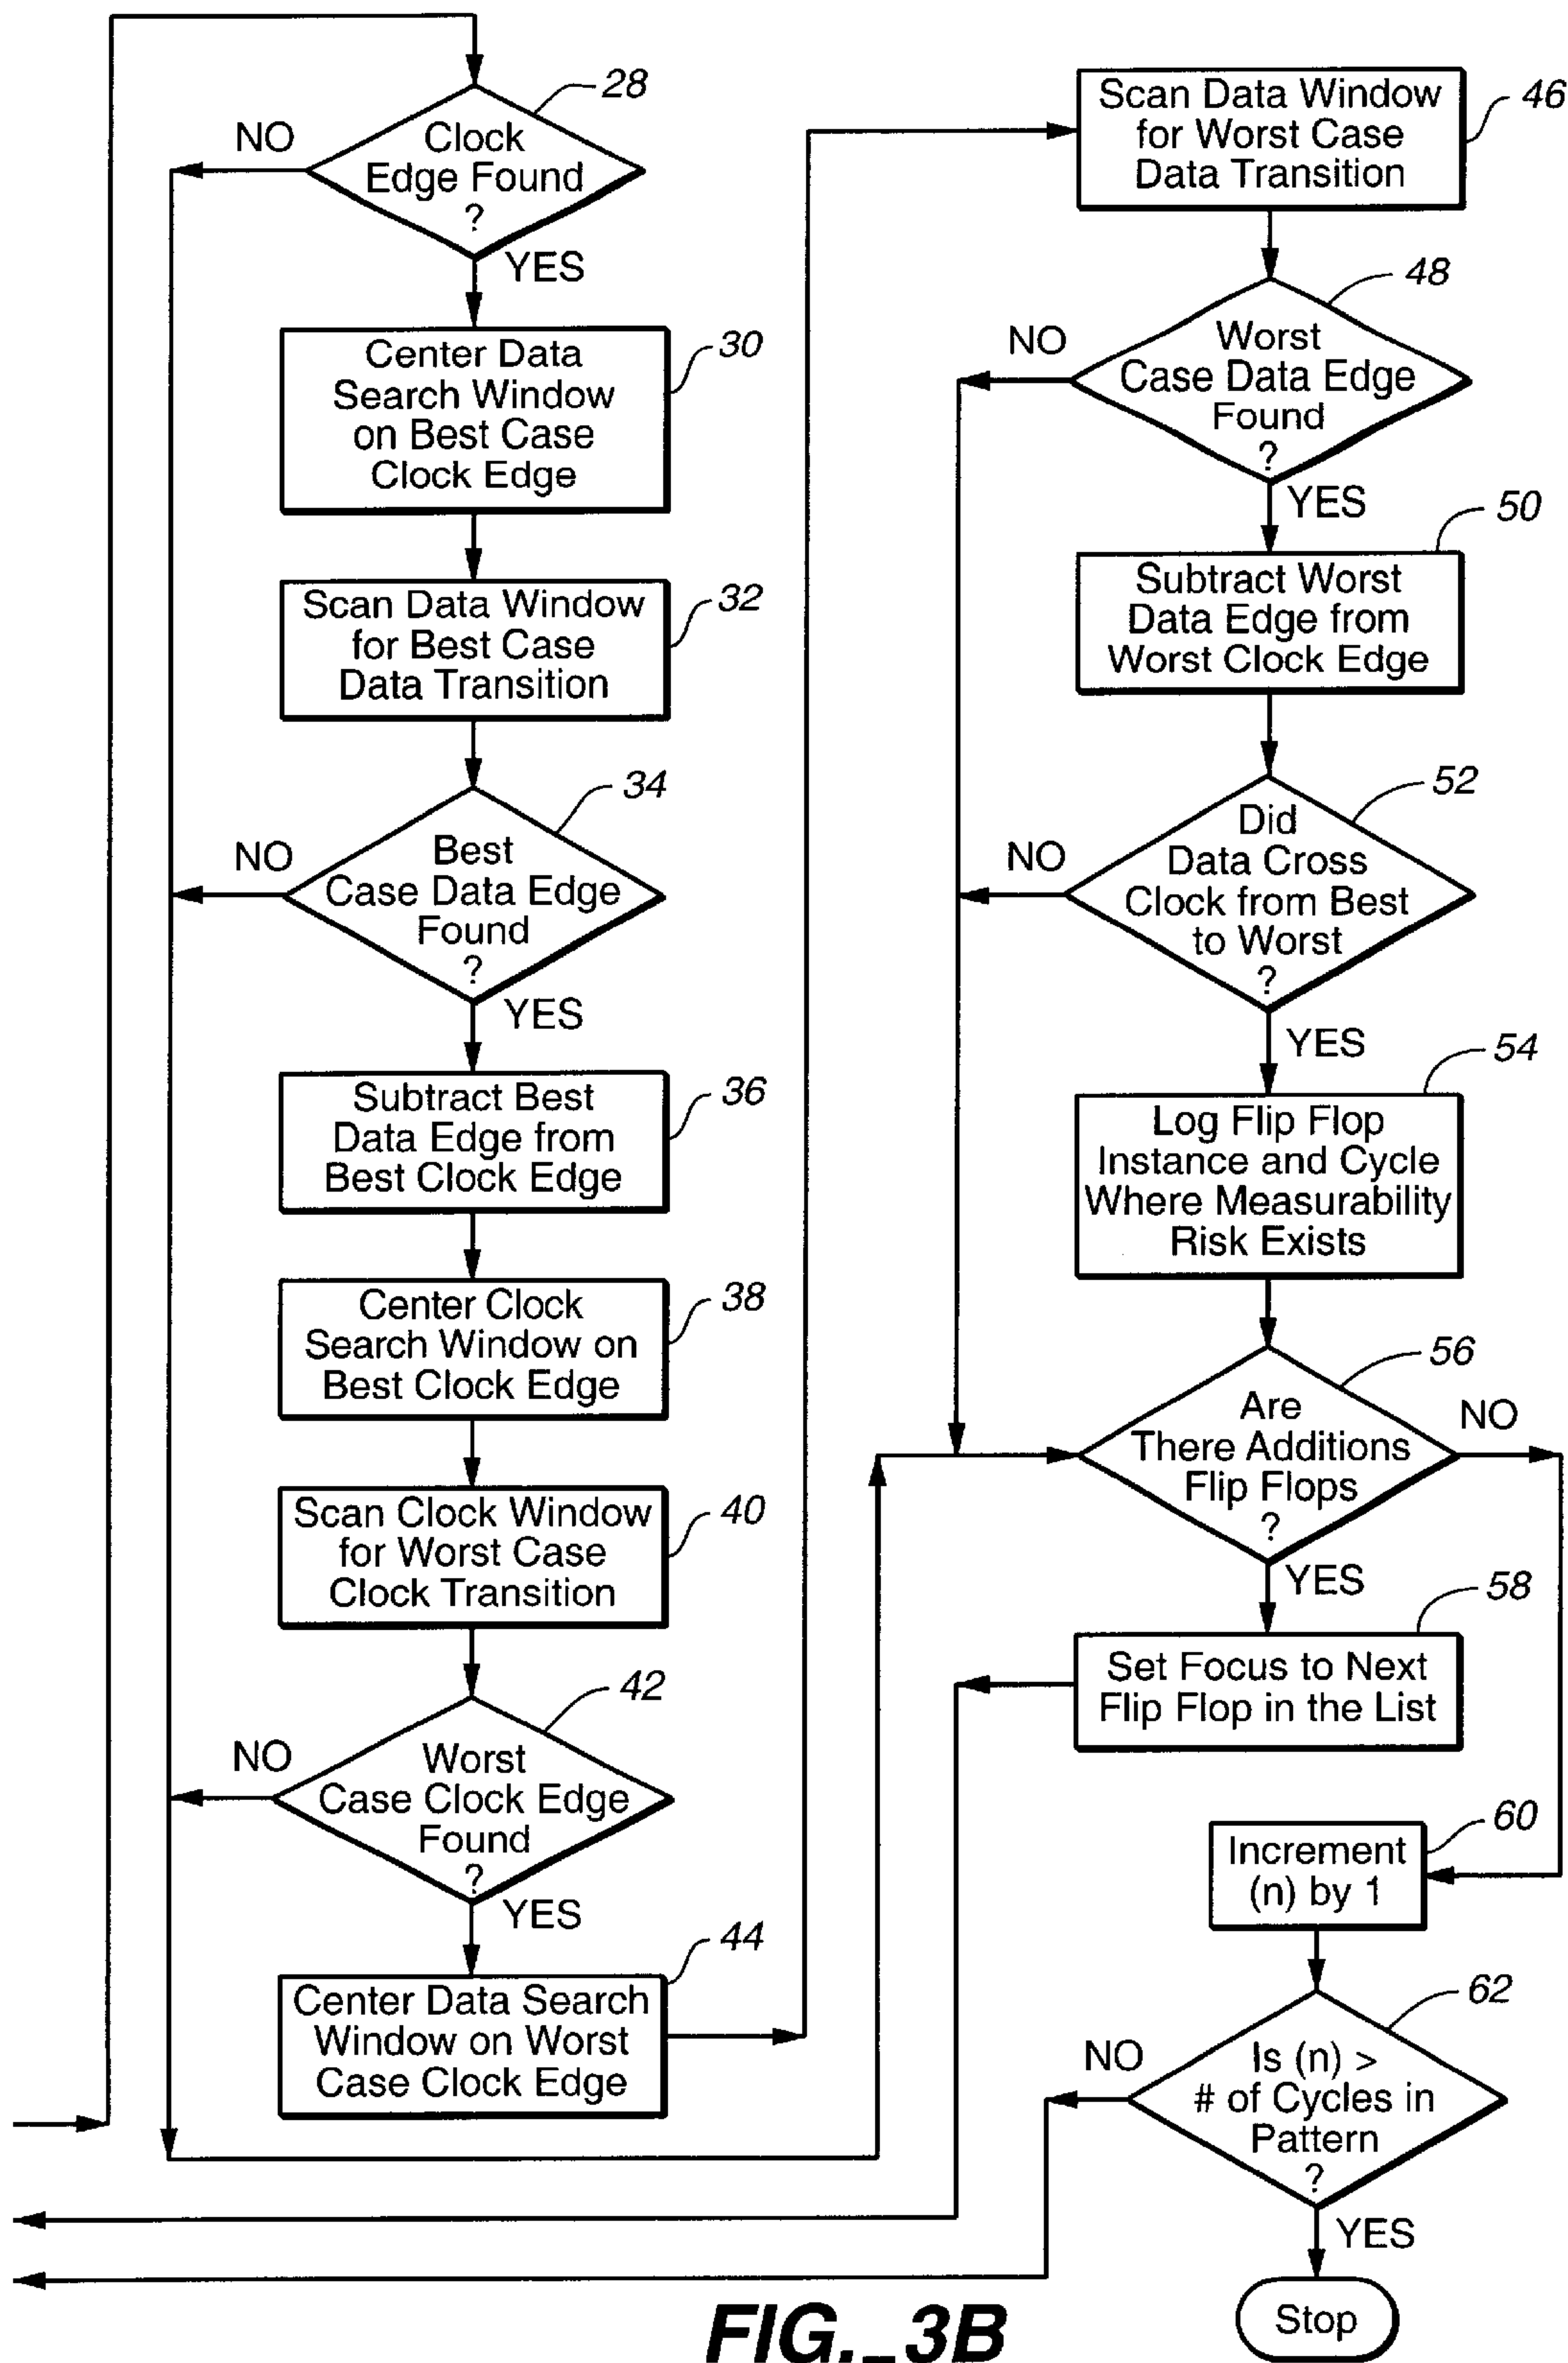 28
NO
Clock
Edge Found
?
YES
30
Center Data
Search Window
on Best Case
Clock Edge
32
Scan Data Window
for Best Case
Data Transition
34
NO
Best
Case Data Edge
Found
?
YES
36
Subtract Best
Data Edge from
Best Clock Edge
38
Center Clock
Search Window on
Best Clock Edge
40
Scan Clock Window
for Worst Case
Clock Transition
42
NO
Worst
Case Clock Edge
Found
?
YES
44
Center Data Search
Window on Worst
Case Clock Edge
46
Scan Data Window
for Worst Case
Data Transition
48
NO
Worst
Case Data Edge
Found
?
YES
50
Subtract Worst
Data Edge from
Worst Clock Edge
52
NO
Did
Data Cross
Clock from Best
to Worst
?
YES
54
Log Flip Flop
Instance and Cycle
Where Measurability
Risk Exists
56
NO
Are
There Additions
Flip Flops
?
YES
58
Set Focus to Next
Flip Flop in the List
60
Increment
(n) by 1
62
NO
Is (n) >
# of Cycles in
Pattern
?
YES
Stop
FIG._3B